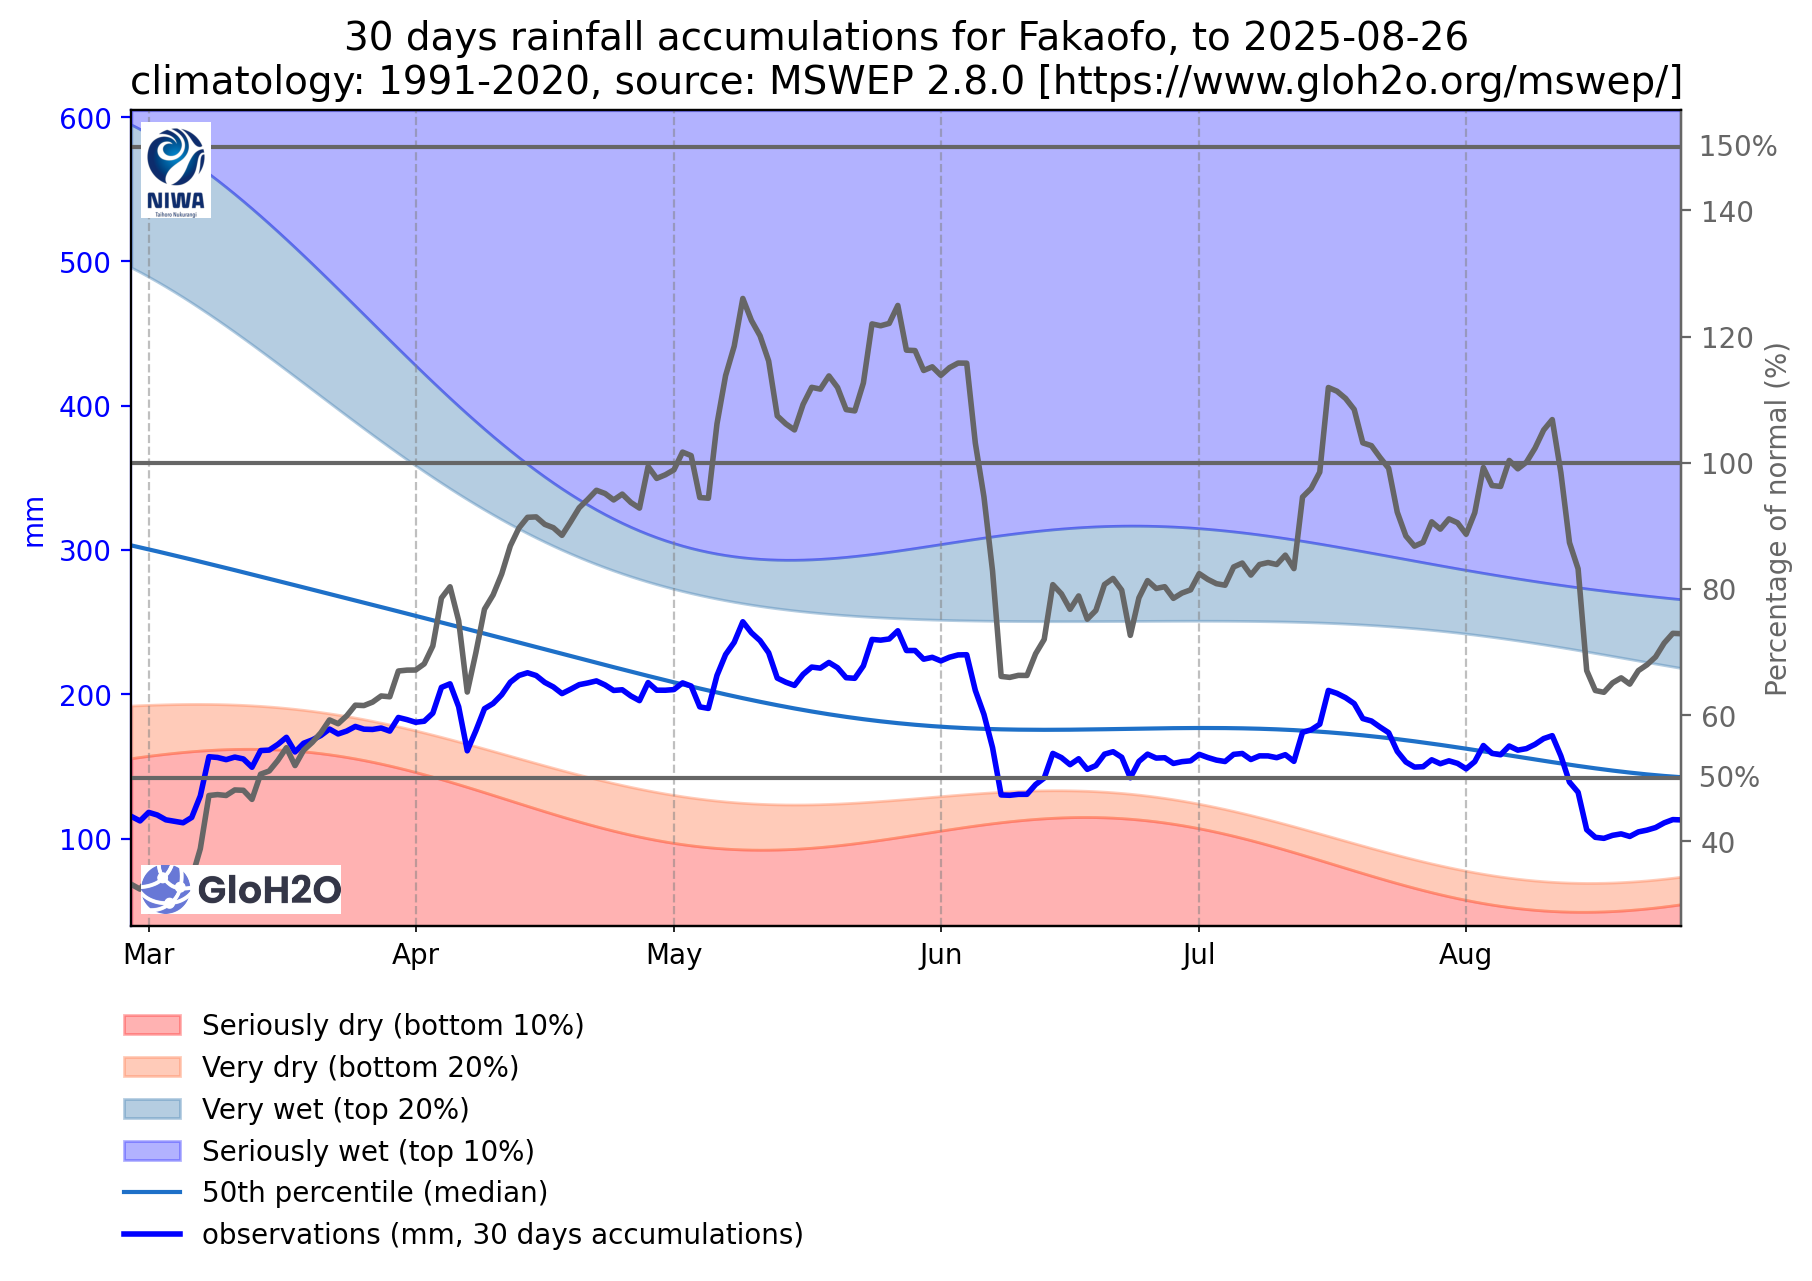 30 days rainfall accumulations for Fakaofo, to 2025-08-26
climatology: 1991-2020, source: MSWEP 2.8.0 [https://www.gloh2o.org/mswep/]
600
500
400
300
200
100
mm
150%
140
120
100
80
60
50%
40
Percentage of normal (%)
NIWA
Taihoro Nukurangi
GloH2O
Mar
Apr
May
Jun
Jul
Aug
Seriously dry (bottom 10%)
Very dry (bottom 20%)
Very wet (top 20%)
Seriously wet (top 10%)
50th percentile (median)
observations (mm, 30 days accumulations)